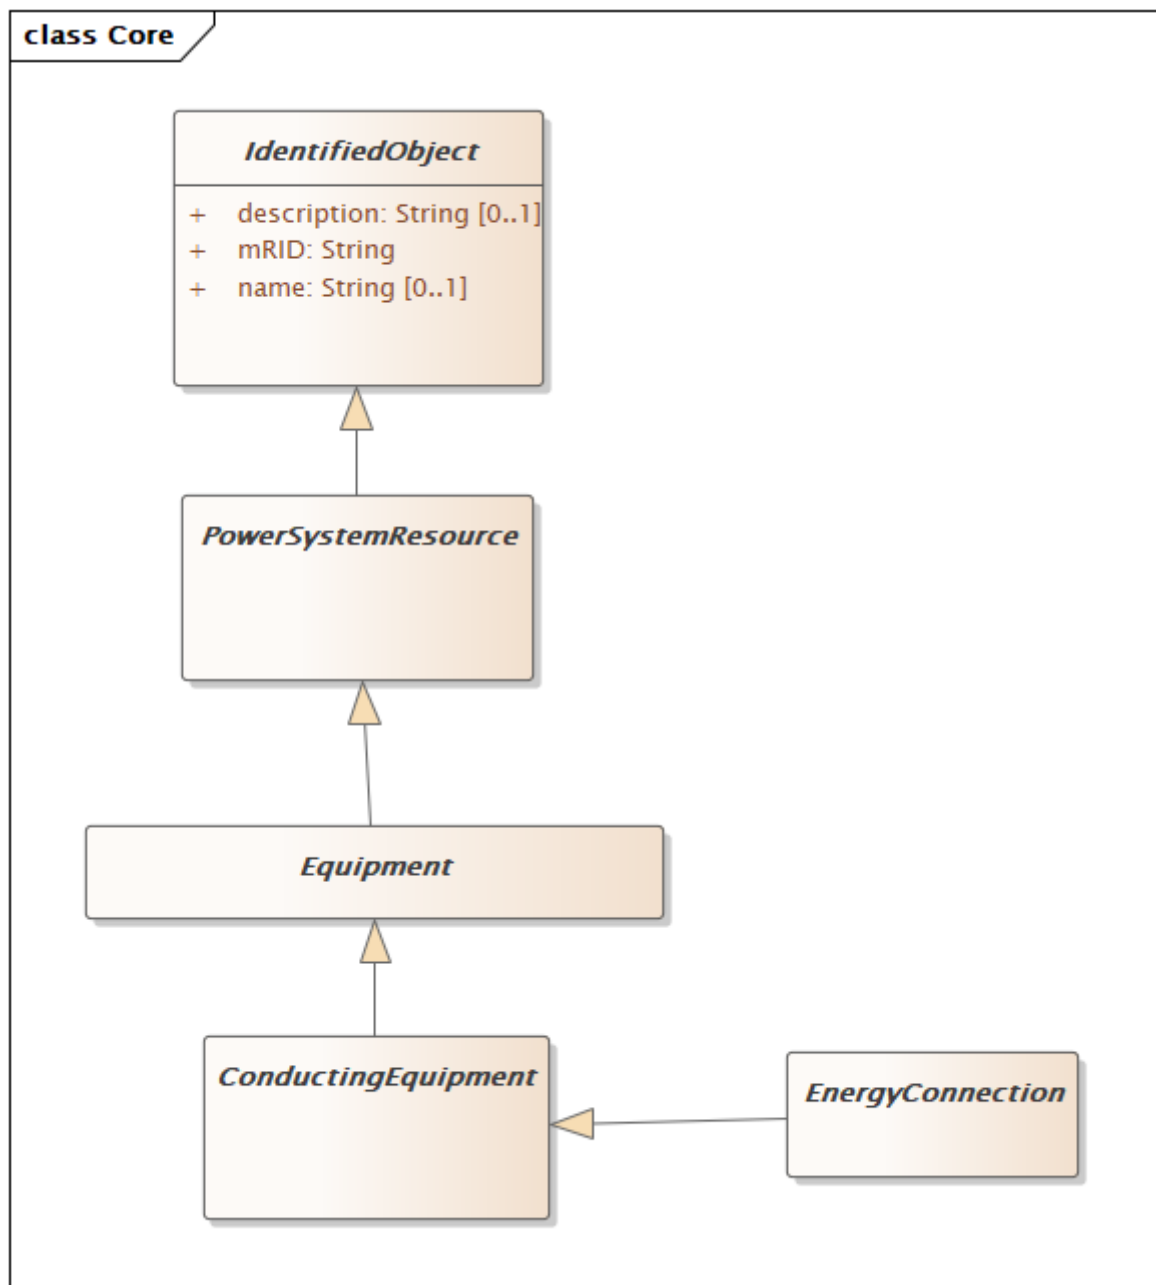 class Core
IdentifiedObject
+ description: String [0..1]
+ mRID: String
+ name: String [0..1]
PowerSystemResource
Equipment
ConductingEquipment
EnergyConnection